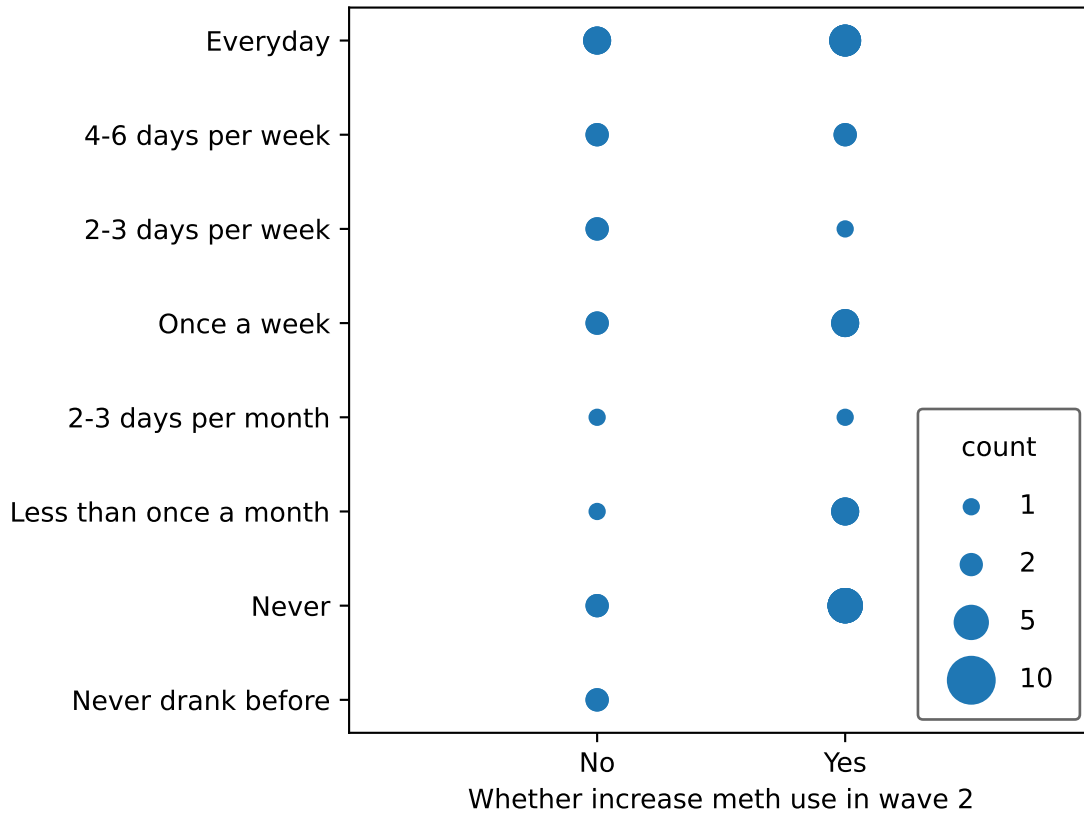 Everyday
4-6 days per week
2-3 days per week
Once a week
2-3 days per month
Less than once a month
Never
Never drank before
count
1
2
5
10
No Yes
Whether increase meth use in wave 2